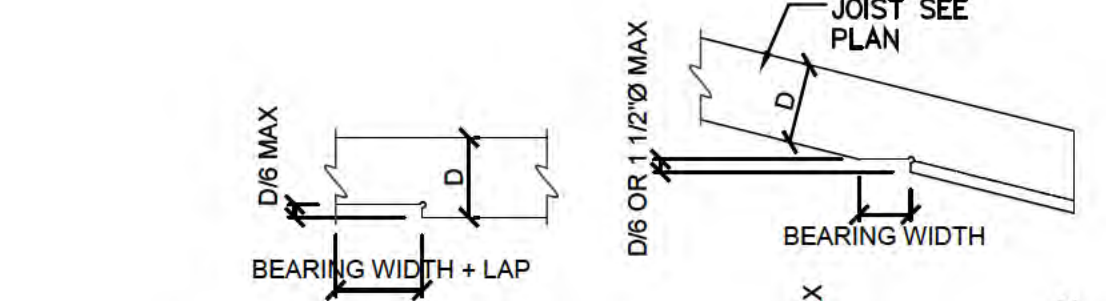 JOIST SEE
PLAN
D/6 MAX
D
BEARING WIDTH + LAP
D/6 OR 1 1/2"Ø MAX
D
BEARING WIDTH
X